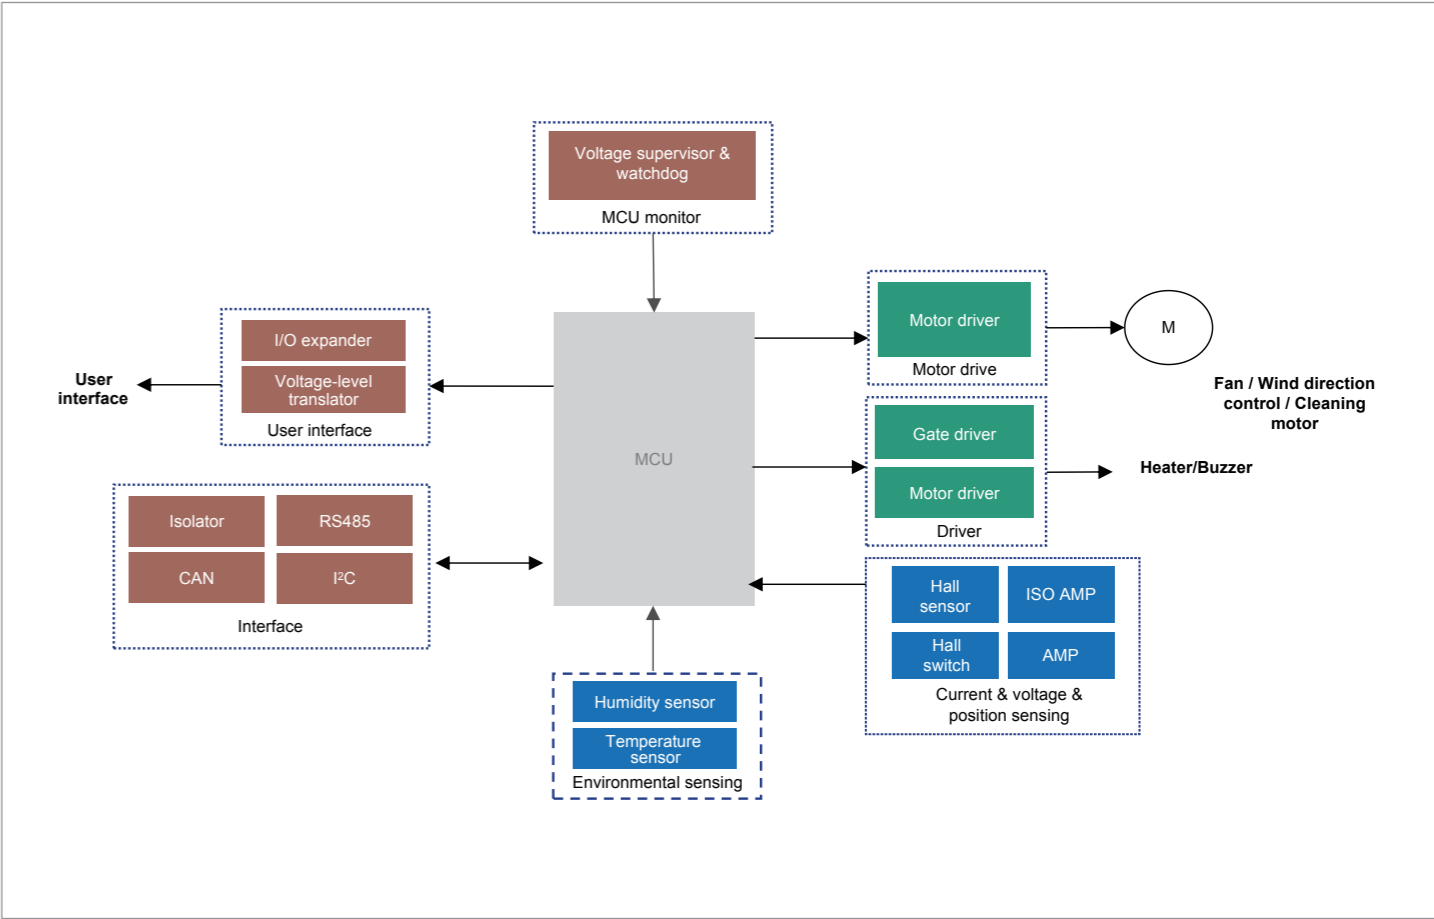 Voltage supervisor &
watchdog
MCU monitor
I/O expander
Voltage-level
translator
User interface
User
interface
Isolator
RS485
CAN
I²C
Interface
MCU
Motor driver
Motor drive
M
Fan / Wind direction
control / Cleaning
motor
Gate driver
Motor driver
Driver
Heater/Buzzer
Hall
sensor
ISO AMP
Hall
switch
AMP
Current & voltage &
position sensing
Humidity sensor
Temperature
sensor
Environmental sensing